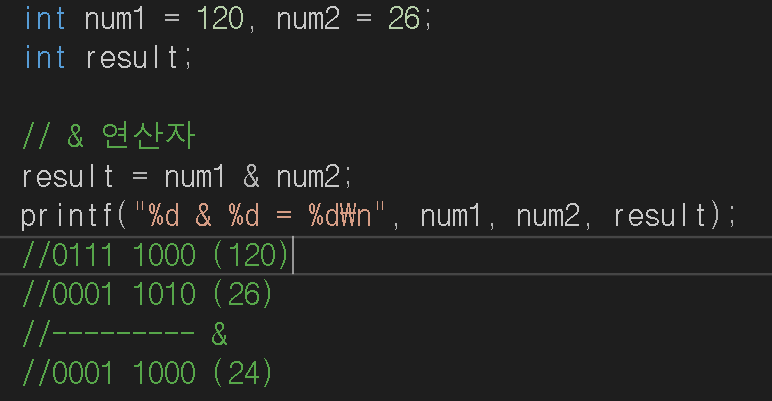 int num1 = 120, num2 = 26;
int result;
// & 연산자
result = num1 & num2;
printf("%d & %d = %d₩n", num1, num2, result);
//0111 1000 (120)
//0001 1010 (26)
//--------- &
//0001 1000 (24)